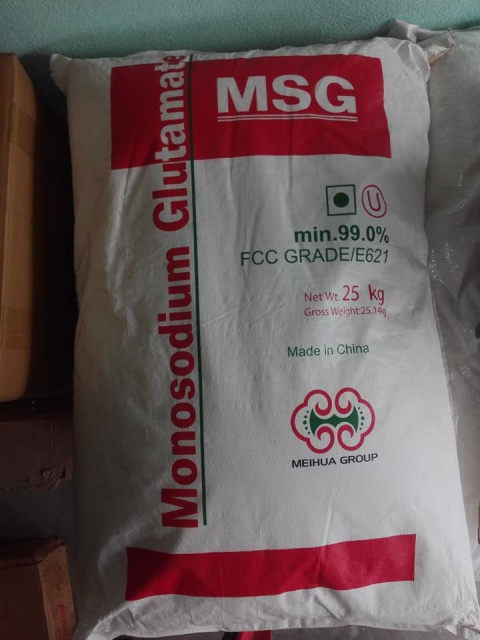 MSG
Monosodium Glutamate
U
min.99.0%
FCC GRADE/E621
Net Wt. 25 kg
Gross Weight:25.14kg
Made in China
MEIHUA GROUP